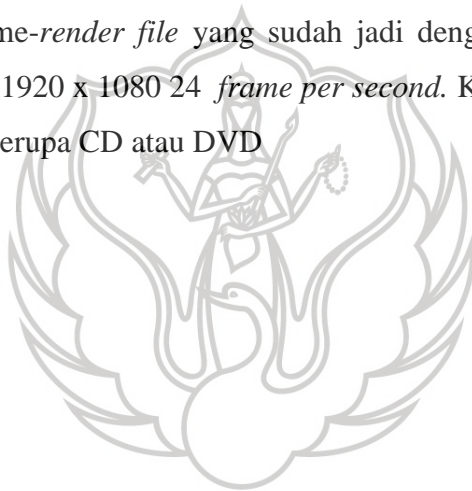 me-render file yang sudah jadi deng
1920 x 1080 24 frame per second. K
erupa CD atau DVD